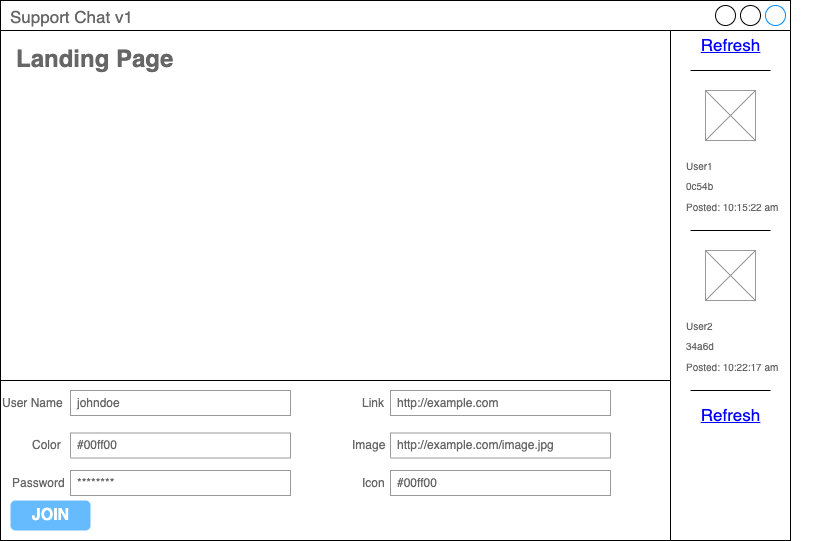 Support Chat v1
Landing Page
User Name johndoe
Link http://example.com
Color #00ff00
Image http://example.com/image.jpg
Password ********
Icon #00ff00
JOIN
Refresh
User1
0c54b
Posted: 10:15:22 am
User2
34a6d
Posted: 10:22:17 am
Refresh